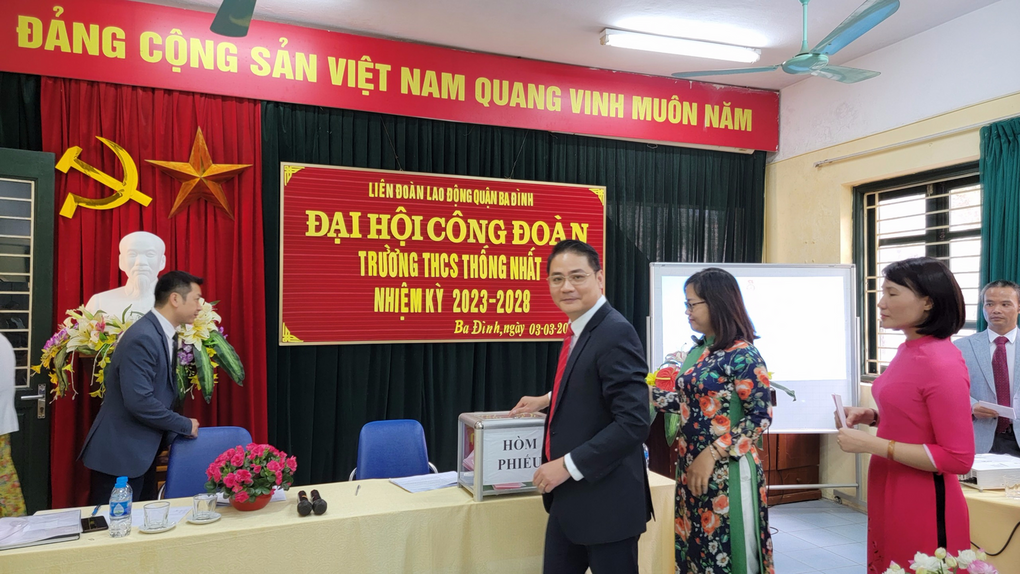 ĐẢNG CỘNG SẢN VIỆT NAM QUANG VINH MUÔN NĂM
LIÊN ĐOÀN LAO ĐỘNG QUẬN BA ĐÌNH
ĐẠI HỘI CÔNG ĐOÀN
TRƯỜNG THCS THỐNG NHẤT
NHIỆM KỲ 2023-2028
Ba Đình, ngày 03-03-20
HÒM
PHIẾU